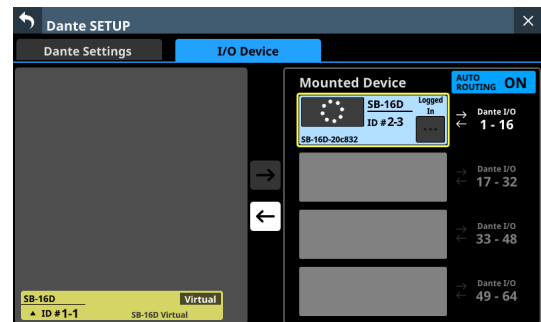 Dante SETUP
Dante Settings
I/O Device
Mounted Device
AUTO
ROUTING ON
SB-16D
Logged
In
ID # 2-3
...
SB-16D-20c832
Dante I/O
1 - 16
Dante I/O
17 - 32
Dante I/O
33 - 48
Dante I/O
49 - 64
SB-16D
Virtual
ID # 1-1
SB-16D Virtual